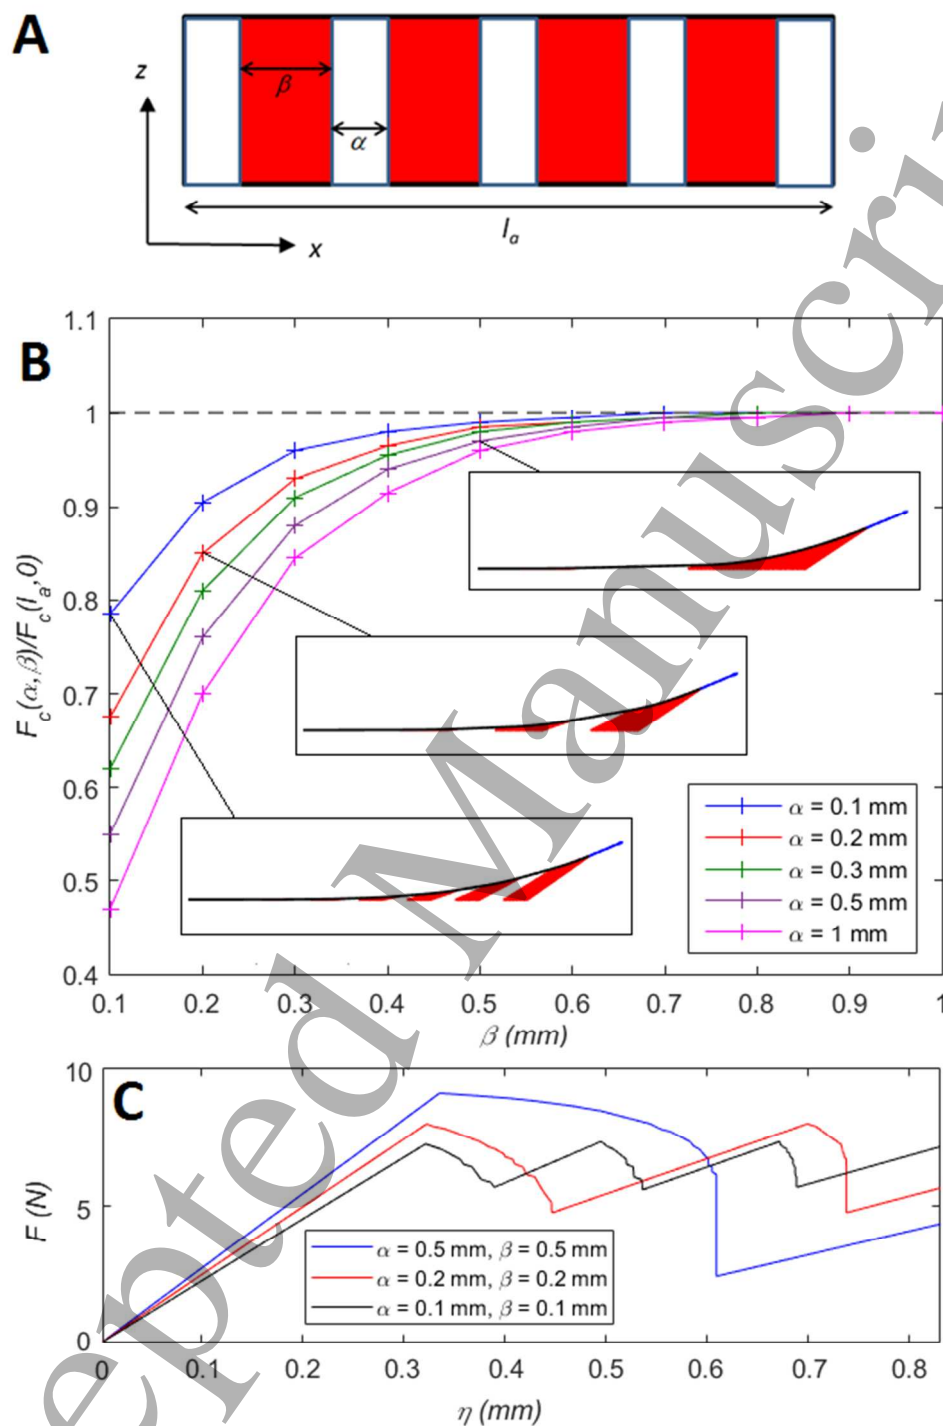 A
z
β
α
l_a
x
B
1.1
1
0.9
0.8
0.7
0.6
0.5
0.4
F_c(α,β)/F_c(l_a,0)
α = 0.1 mm
α = 0.2 mm
α = 0.3 mm
α = 0.5 mm
α = 1 mm
0.1 0.2 0.3 0.4 0.5 0.6 0.7 0.8 0.9 1
β (mm)
C
10
5
0
F (N)
α = 0.5 mm, β = 0.5 mm
α = 0.2 mm, β = 0.2 mm
α = 0.1 mm, β = 0.1 mm
0 0.1 0.2 0.3 0.4 0.5 0.6 0.7 0.8
η (mm)
epted Manuscri